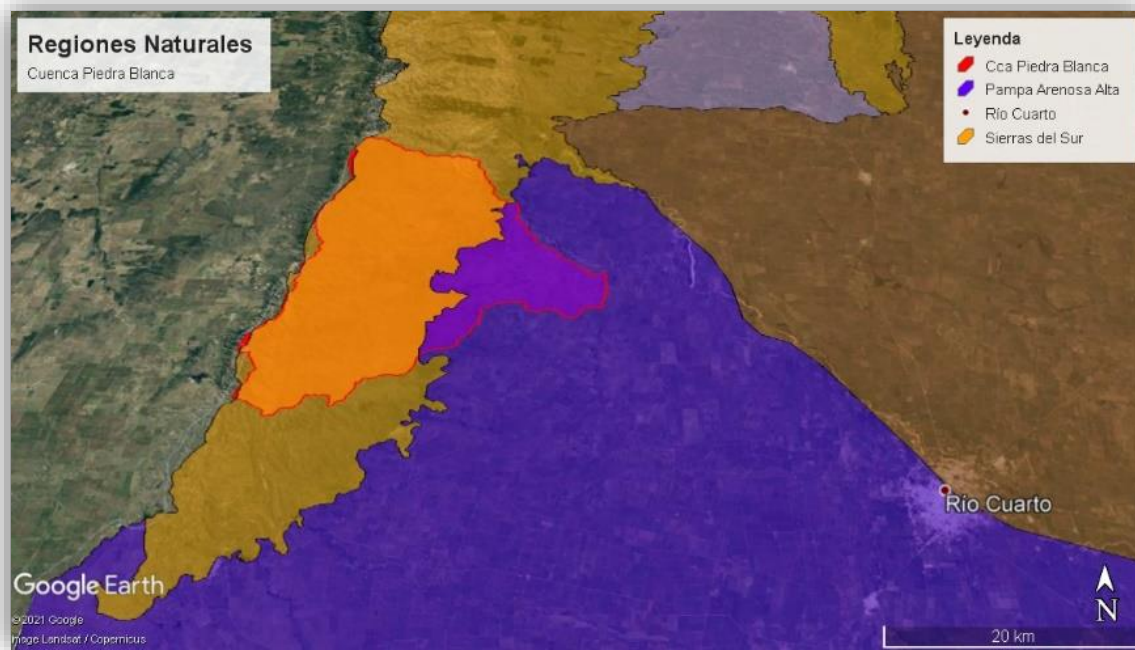 Regiones Naturales
Cuenca Piedra Blanca
Leyenda
Cca Piedra Blanca
Pampa Arenosa Alta
Río Cuarto
Sierras del Sur
Río Cuarto
Google Earth
©2021 Google
mage Landsat / Copernicus
N
20 km